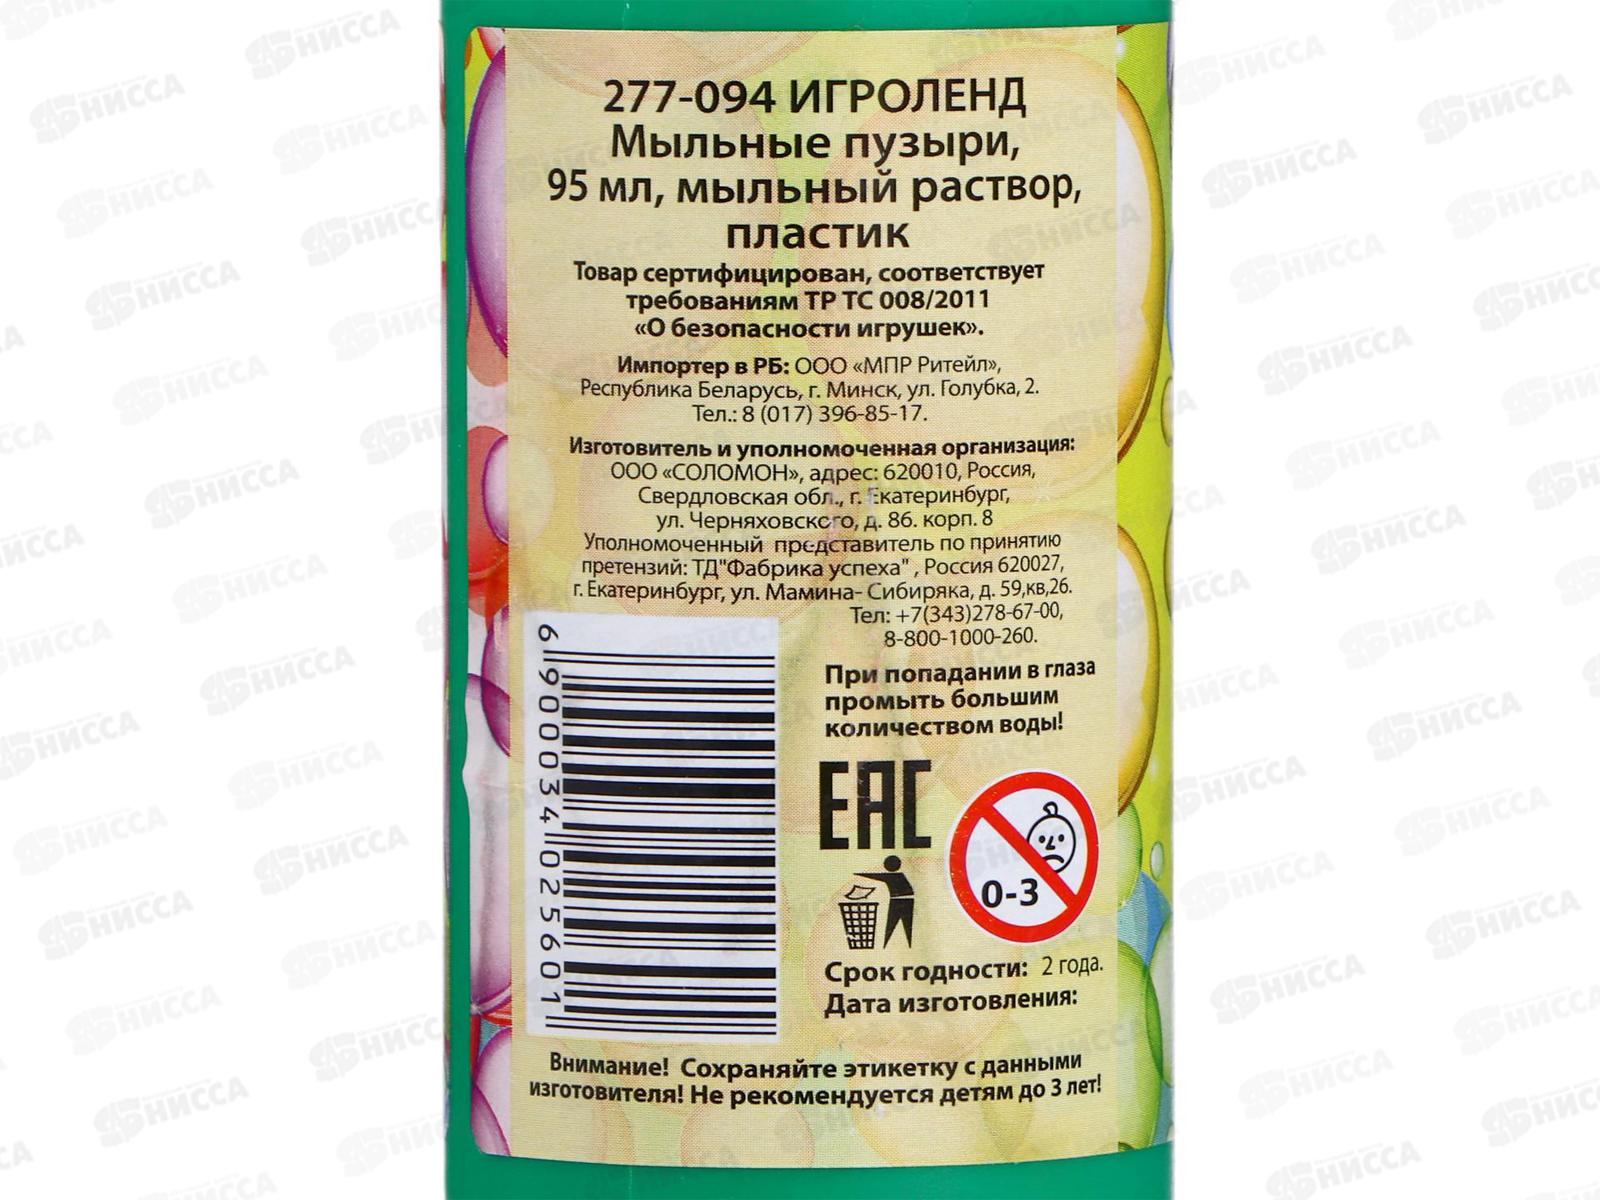 277-094 ИГРОЛЕНД
Мыльные пузыри,
95 мл, мыльный раствор,
пластик
Товар сертифицирован, соответствует
требованиям ТР ТС 008/2011
«О безопасности игрушек».
Импортер в РБ: ООО «МПР Ритейл»,
Республика Беларусь, г. Минск, ул. Голубка, 2.
Тел.: 8 (017) 396-85-17.
Изготовитель и уполномоченная организация:
ООО «СОЛОМОН», адрес: 620010, Россия,
Свердловская обл., г. Екатеринбург,
ул. Черняховского, д. 86. корп. 8
Уполномоченный представитель по принятию
претензий: ТД"Фабрика успеха" , Россия 620027,
г. Екатеринбург, ул. Мамина- Сибиряка, д. 59,кв,26.
Тел: +7(343)278-67-00,
8-800-1000-260.
6 900034 025601
При попадании в глаза
промыть большим
количеством воды!
ЕАС
0-3
Срок годности: 2 года.
Дата изготовления:
Внимание! Сохраняйте этикетку с данными
изготовителя! Не рекомендуется детям до 3 лет!
НИССА